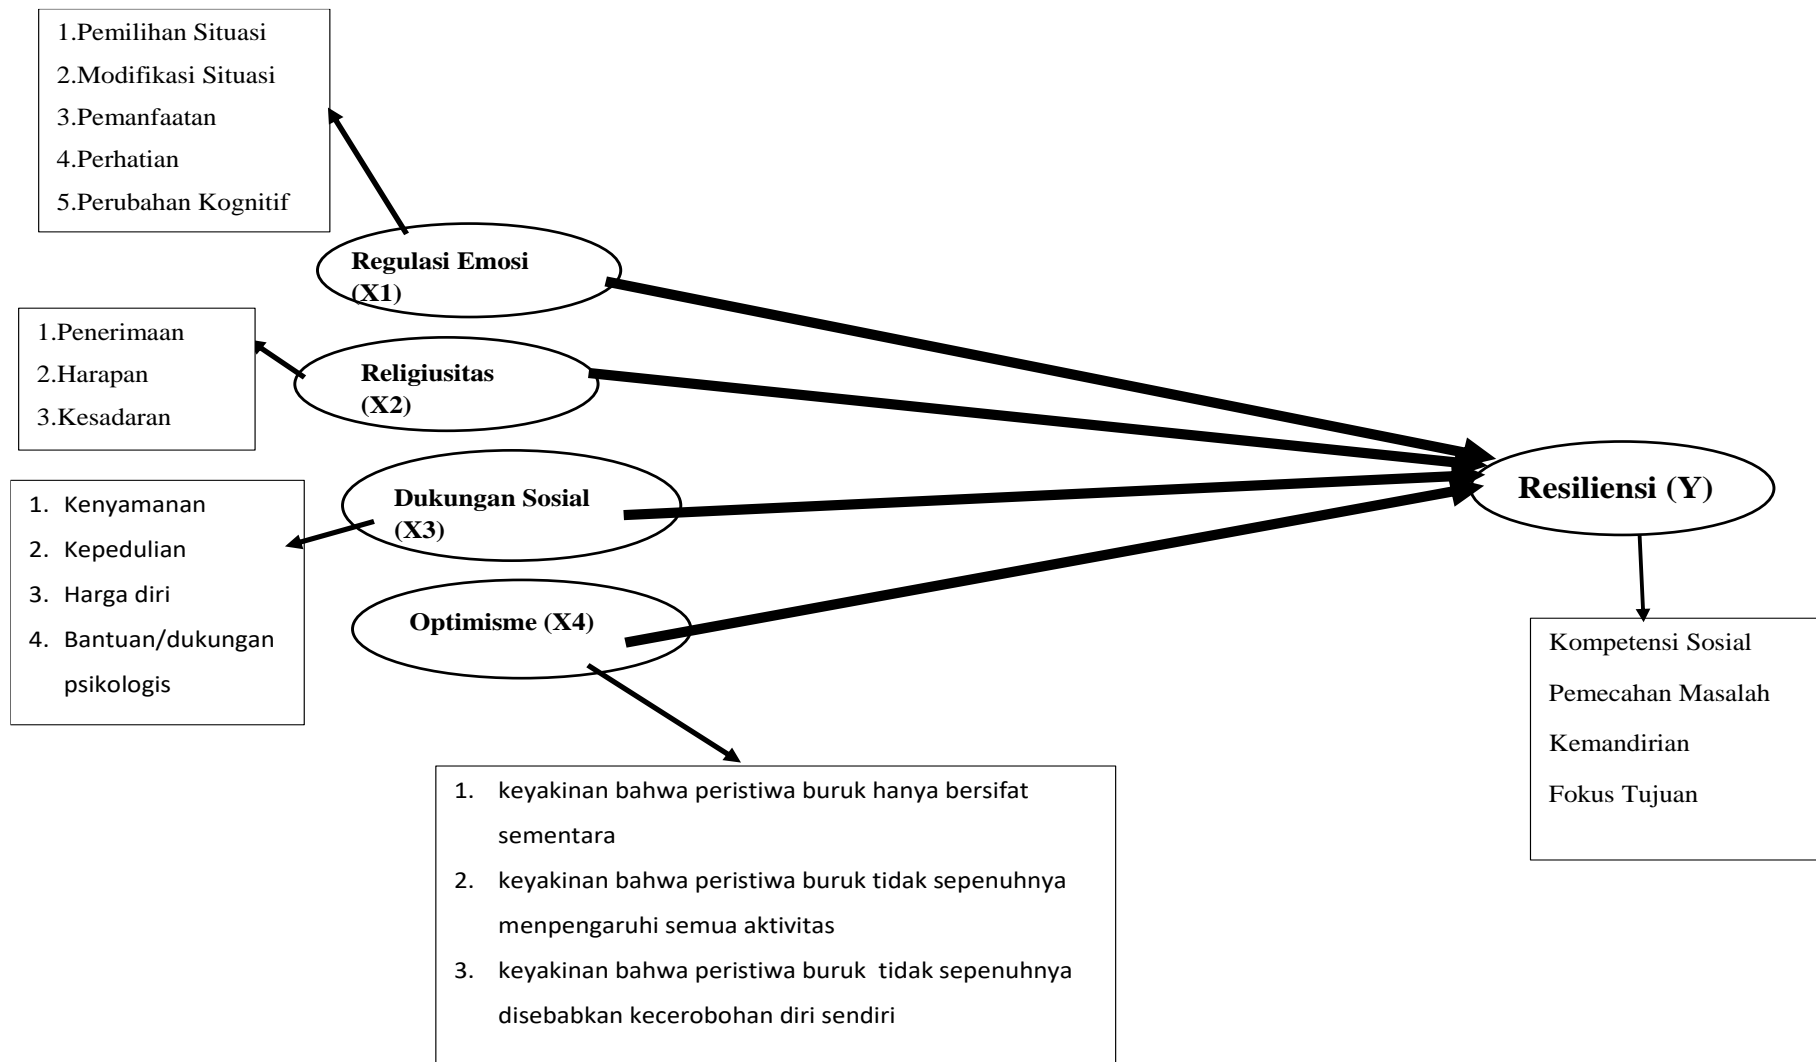 1.Pemilihan Situasi
2.Modifikasi Situasi
3.Pemanfaatan
4.Perhatian
5.Perubahan Kognitif
Regulasi Emosi
(X1)
1.Penerimaan
2.Harapan
3.Kesadaran
Religiusitas
(X2)
1. Kenyamanan
2. Kepedulian
3. Harga diri
4. Bantuan/dukungan
psikologis
Dukungan Sosial
(X3)
Optimisme (X4)
Resiliensi (Y)
Kompetensi Sosial
Pemecahan Masalah
Kemandirian
Fokus Tujuan
1. keyakinan bahwa peristiwa buruk hanya bersifat
sementara
2. keyakinan bahwa peristiwa buruk tidak sepenuhnya
menpengaruhi semua aktivitas
3. keyakinan bahwa peristiwa buruk tidak sepenuhnya
disebabkan kecerobohan diri sendiri